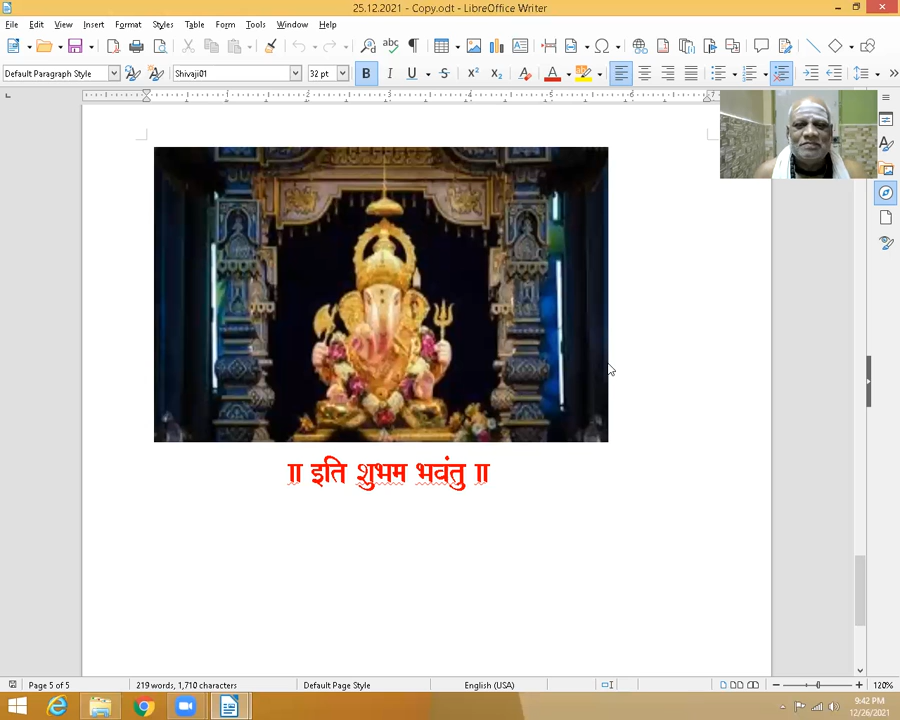 25.12.2021 - Copy.odt - LibreOffice Writer
File Edit View Insert Format Styles Table Form Tools Window Help
Default Paragraph Style Shivaji01 32 pt
॥ इति शुभम भवंतु ॥
Page 5 of 5 219 words, 1,710 characters Default Page Style English (USA) 120%
9:42 PM
12/26/2021